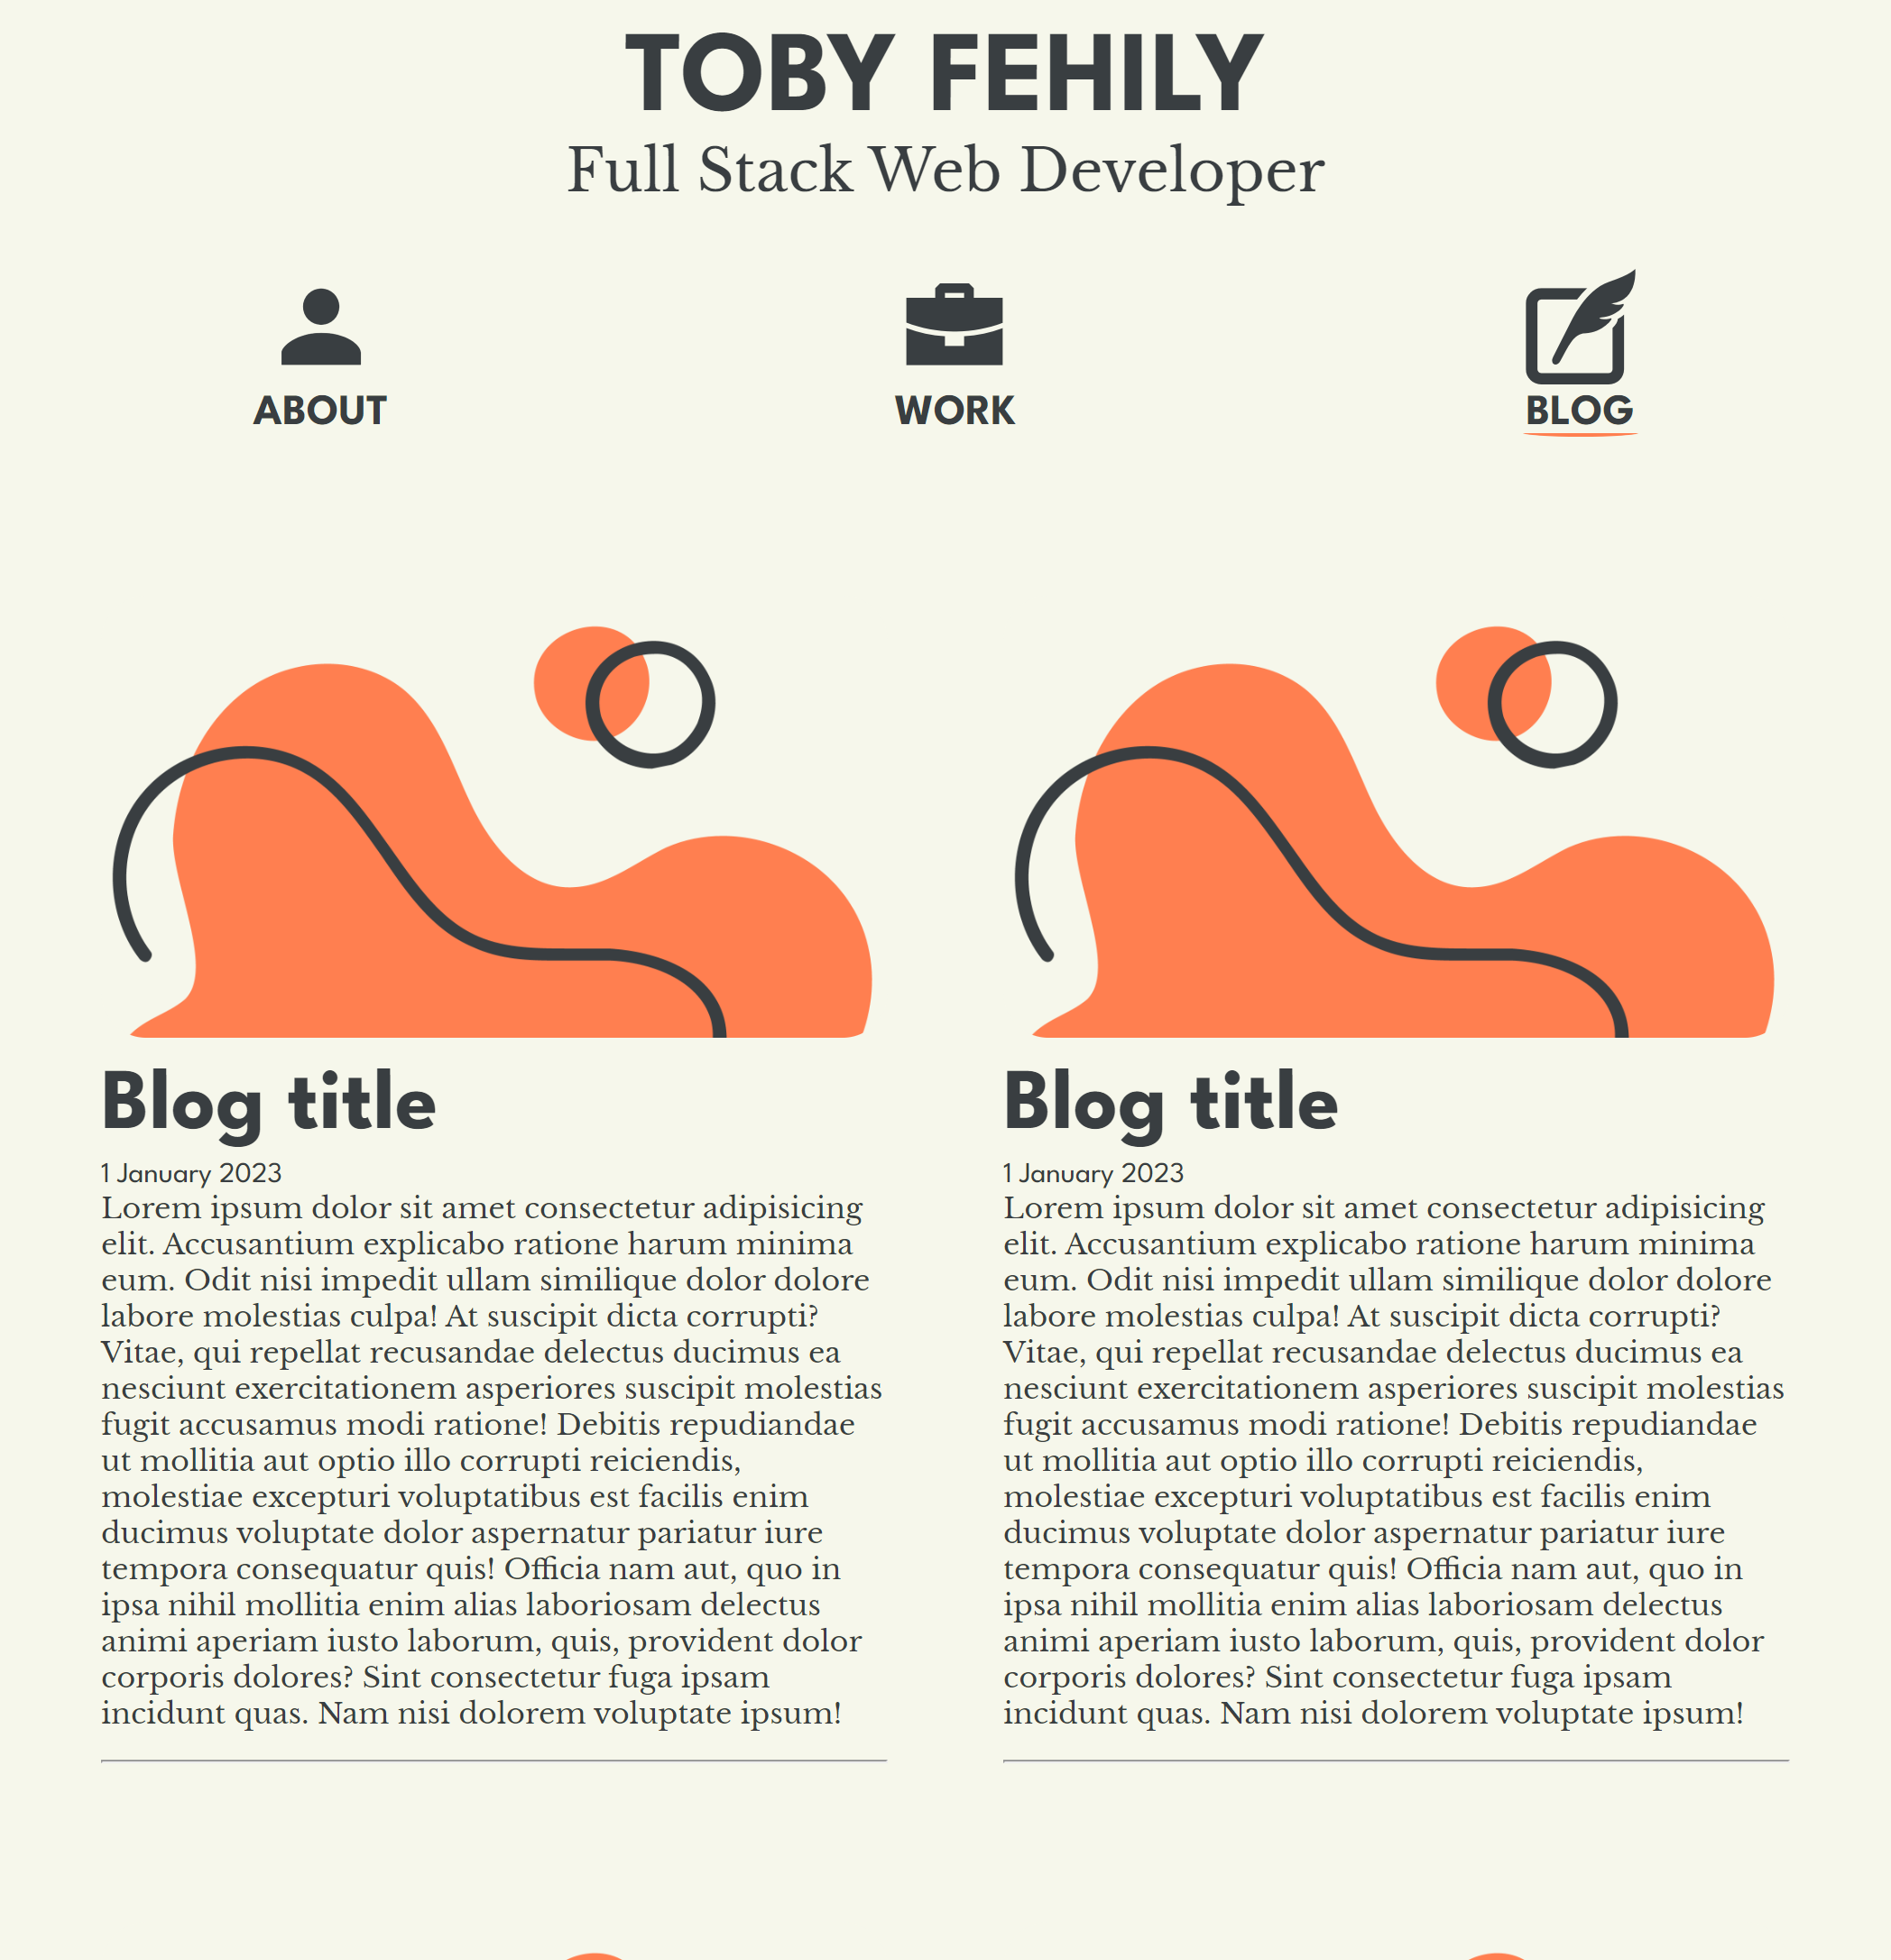 TOBY FEHILY
Full Stack Web Developer
ABOUT
WORK
BLOG
Blog title
1 January 2023
Lorem ipsum dolor sit amet consectetur adipisicing
elit. Accusantium explicabo ratione harum minima
eum. Odit nisi impedit ullam similique dolor dolore
labore molestias culpa! At suscipit dicta corrupti?
Vitae, qui repellat recusandae delectus ducimus ea
nesciunt exercitationem asperiores suscipit molestias
fugit accusamus modi ratione! Debitis repudiandae
ut mollitia aut optio illo corrupti reiciendis,
molestiae excepturi voluptatibus est facilis enim
ducimus voluptate dolor aspernatur pariatur iure
tempora consequatur quis! Officia nam aut, quo in
ipsa nihil mollitia enim alias laboriosam delectus
animi aperiam iusto laborum, quis, provident dolor
corporis dolores? Sint consectetur fuga ipsam
incidunt quas. Nam nisi dolorem voluptate ipsum!
Blog title
1 January 2023
Lorem ipsum dolor sit amet consectetur adipisicing
elit. Accusantium explicabo ratione harum minima
eum. Odit nisi impedit ullam similique dolor dolore
labore molestias culpa! At suscipit dicta corrupti?
Vitae, qui repellat recusandae delectus ducimus ea
nesciunt exercitationem asperiores suscipit molestias
fugit accusamus modi ratione! Debitis repudiandae
ut mollitia aut optio illo corrupti reiciendis,
molestiae excepturi voluptatibus est facilis enim
ducimus voluptate dolor aspernatur pariatur iure
tempora consequatur quis! Officia nam aut, quo in
ipsa nihil mollitia enim alias laboriosam delectus
animi aperiam iusto laborum, quis, provident dolor
corporis dolores? Sint consectetur fuga ipsam
incidunt quas. Nam nisi dolorem voluptate ipsum!